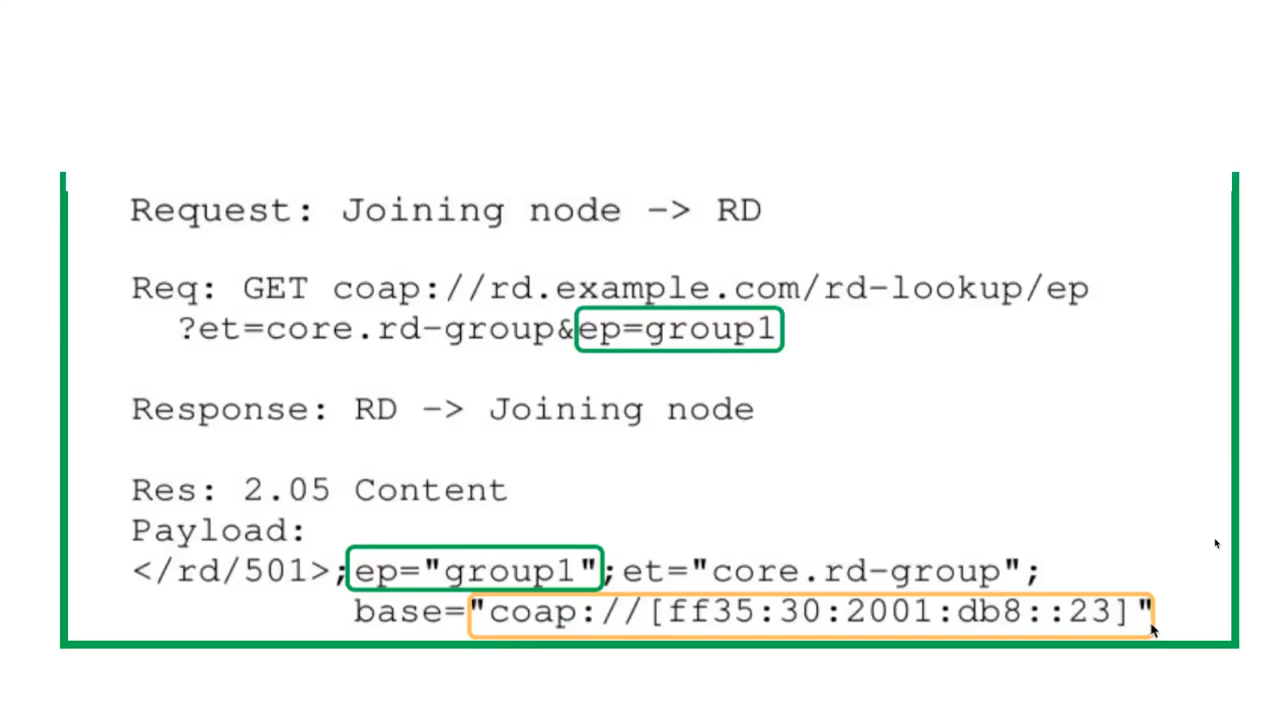 Request: Joining node -> RD
Req: GET coap://rd.example.com/rd-lookup/ep
?et=core.rd-group&ep=group1
Response: RD -> Joining node
Res: 2.05 Content
Payload:
</rd/501>;ep="group1";et="core.rd-group";
base="coap://[ff35:30:2001:db8::23]"